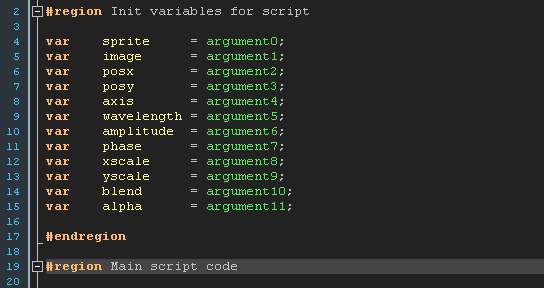 2 #region Init variables for script
3
4 var sprite = argument0;
5 var image = argument1;
6 var posx = argument2;
7 var posy = argument3;
8 var axis = argument4;
9 var wavelength = argument5;
10 var amplitude = argument6;
11 var phase = argument7;
12 var xscale = argument8;
13 var yscale = argument9;
14 var blend = argument10;
15 var alpha = argument11;
16
17 #endregion
18
19 #region Main script code
20